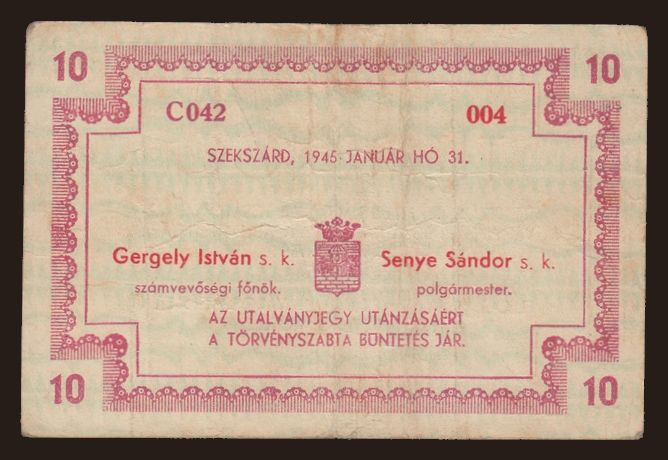 10 10
C042 004
SZEKSZÁRD, 1945 JANUÁR HÓ 31.
Gergely István s. k. Senye Sándor s. k.
számvevőségi főnök. polgármester.
AZ UTALVÁNYJEGY UTÁNZÁSÁÉRT
A TÖRVÉNYSZABTA BÜNTETÉS JÁR.
10 10